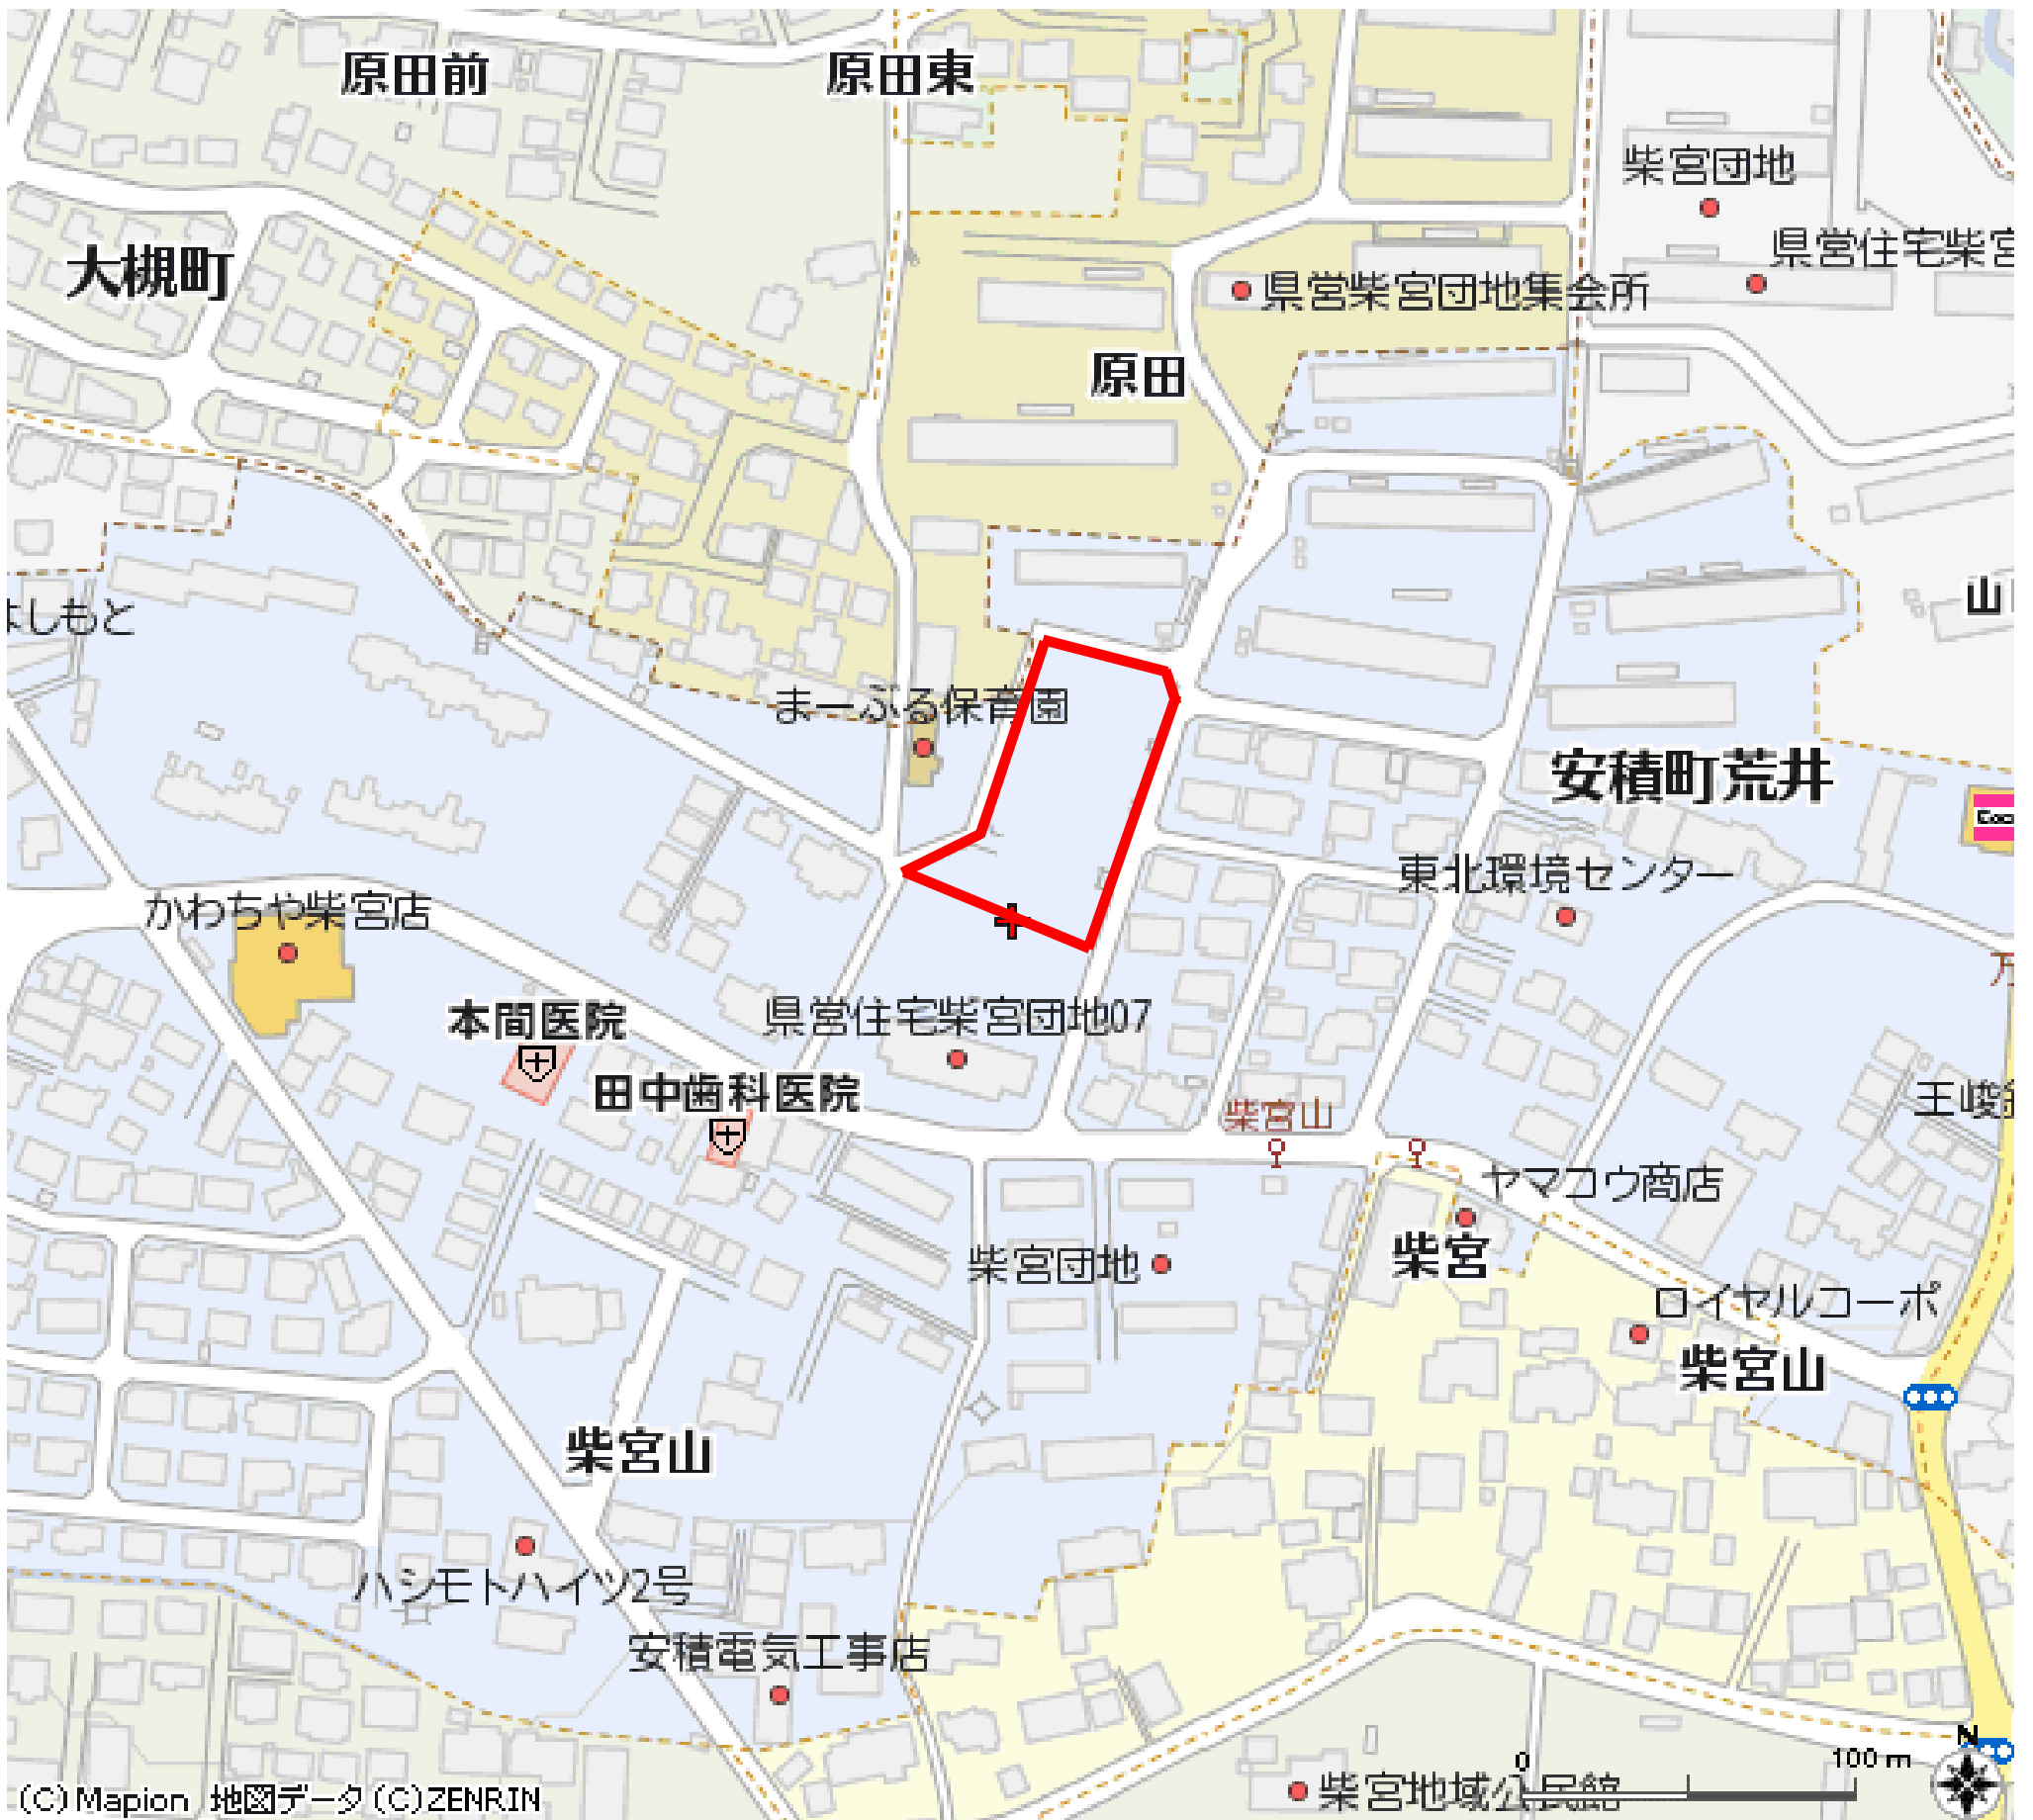 原田前
原田東
柴宮団地
県営住宅柴宮
大槻町
県営柴宮団地集会所
原田
はしもと
山
まーぶる保育園
安積町荒井
東北環境センター
かわちや柴宮店
本間医院
県営住宅柴宮団地07
田中歯科医院
柴宮山
王峻
ヤマコウ商店
柴宮団地
柴宮
ロイヤルコーポ
柴宮山
柴宮山
ハシモトハイツ2号
安積電気工事店
N
0
100m
柴宮地域公民館
(C)Mapion 地図データ(C)ZENRIN